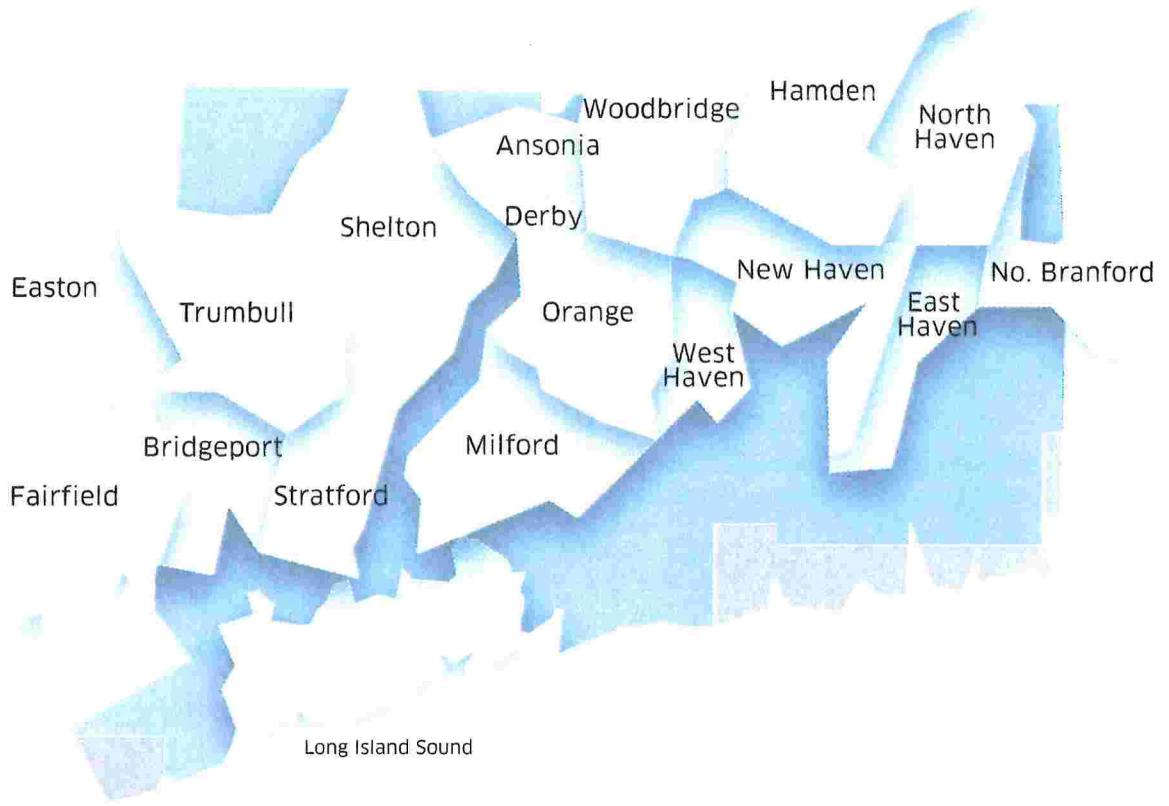 Hamden
Woodbridge
North
Haven
Ansonia
Derby
Shelton
New Haven
No. Branford
Easton
Trumbull
Orange
East
Haven
West
Haven
Bridgeport
Milford
Fairfield
Stratford
Long Island Sound